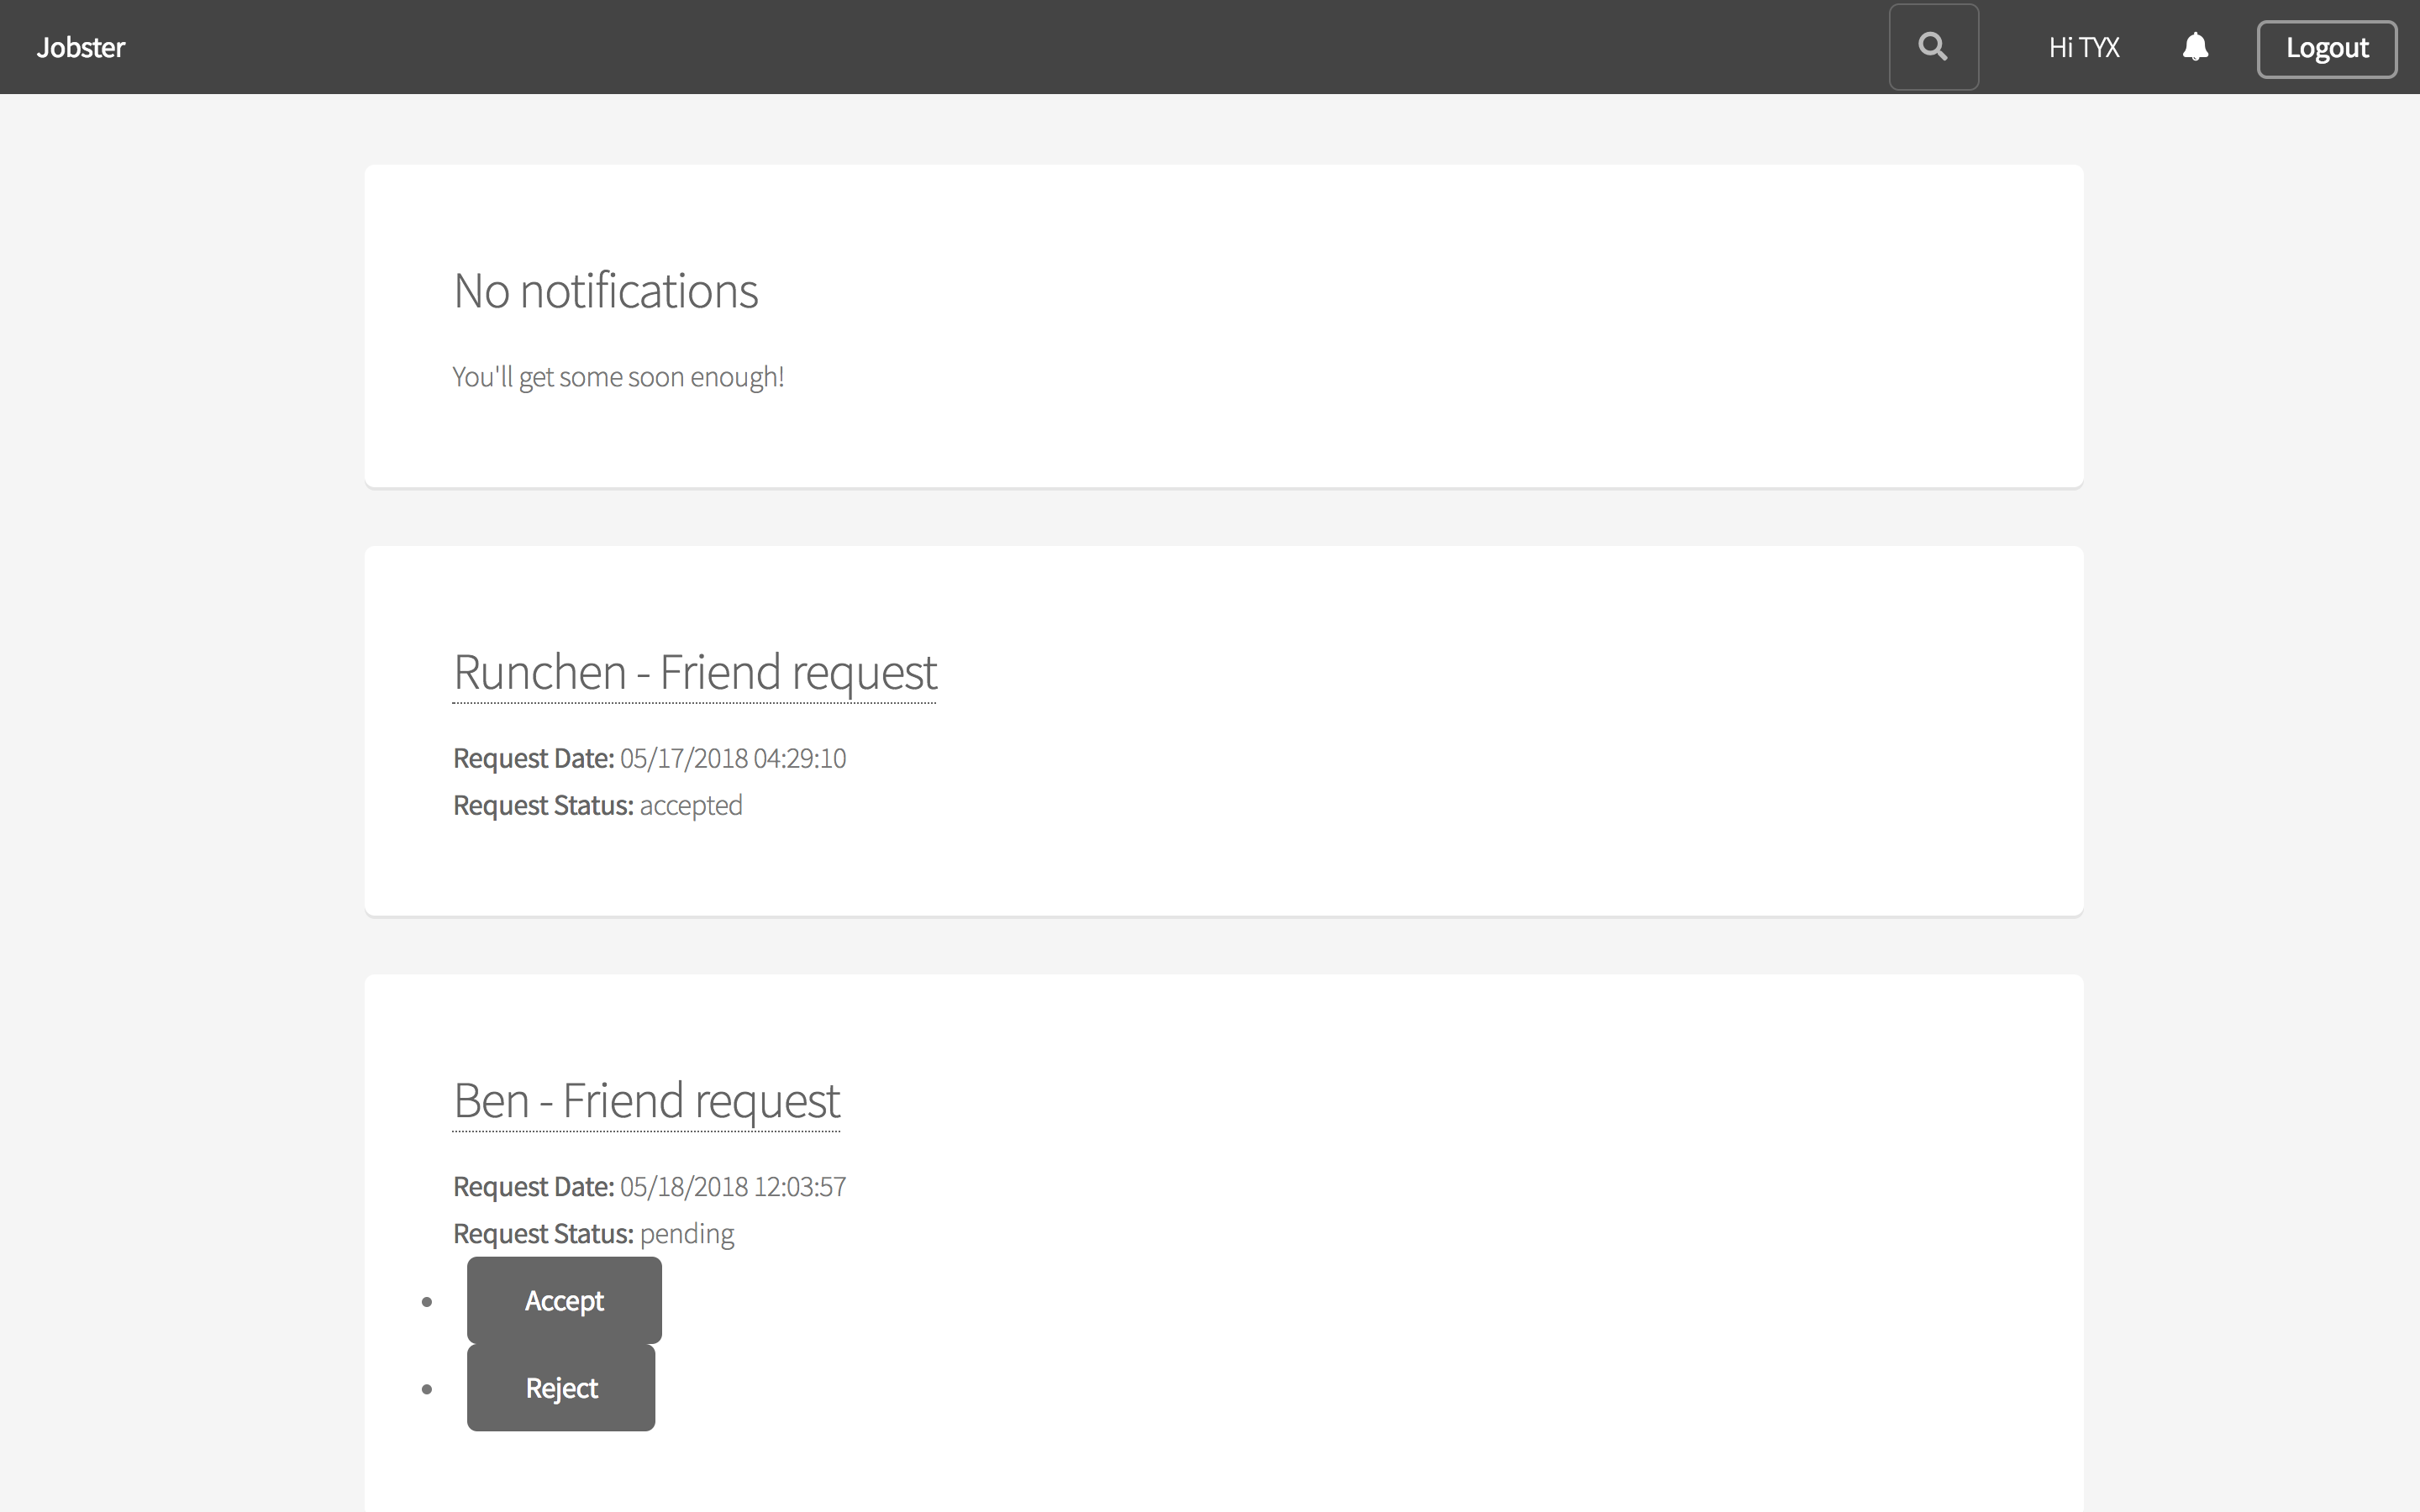 Jobster
Hi TYX
Logout
No notifications
You'll get some soon enough!
Runchen - Friend request
Request Date: 05/17/2018 04:29:10
Request Status: accepted
Ben - Friend request
Request Date: 05/18/2018 12:03:57
Request Status: pending
Accept
Reject